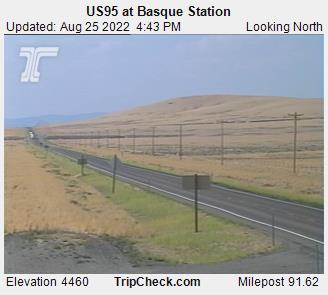 US95 at Basque Station
Updated: Aug 25 2022 4:43 PM Looking North
Elevation 4460 TripCheck.com Milepost 91.62